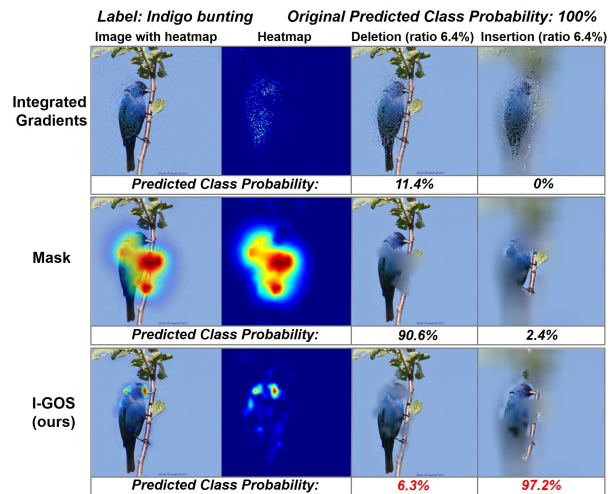 Label: Indigo bunting Original Predicted Class Probability: 100%
Image with heatmap Heatmap Deletion (ratio 6.4%) Insertion (ratio 6.4%)
Integrated
Gradients
Predicted Class Probability: 11.4% 0%
Mask
Predicted Class Probability: 90.6% 2.4%
I-GOS
(ours)
Predicted Class Probability: 6.3% 97.2%